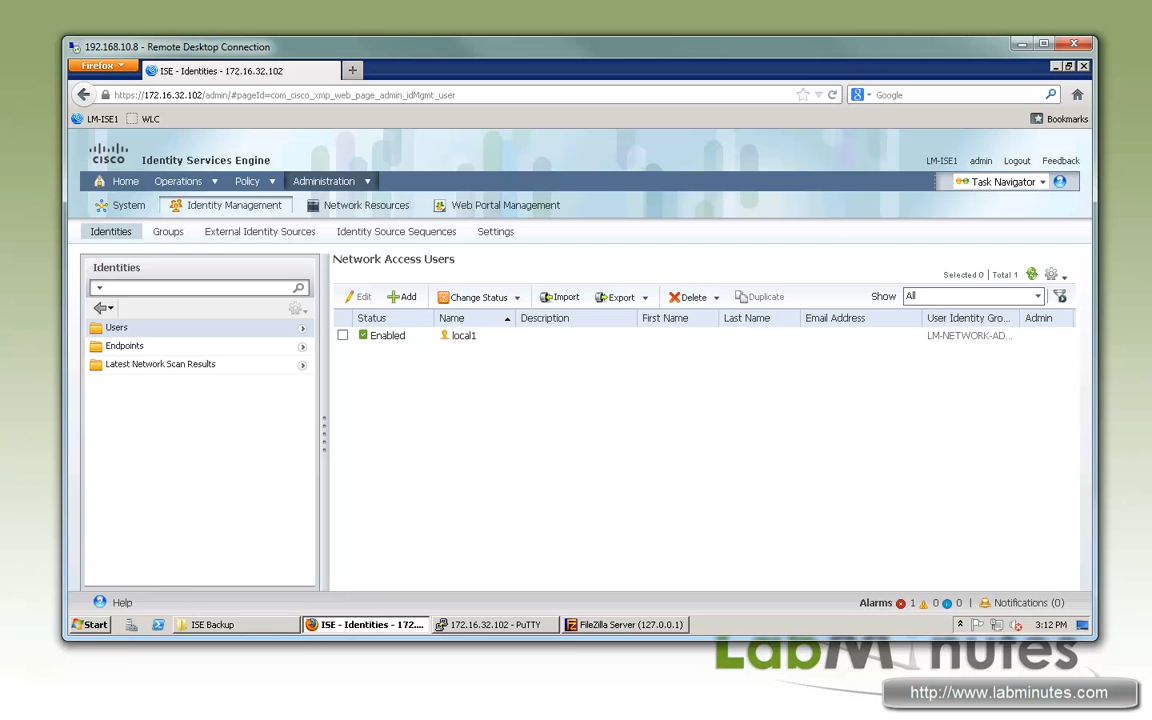 192.168.10.8 - Remote Desktop Connection
Firefox
ISE - Identities - 172.16.32.102
https://172.16.32.102/admin/#pageId=com_cisco_xmp_web_page_admin_idMgmt_user
Google
LM-ISE1 WLC
Bookmarks
CISCO Identity Services Engine
LM-ISE1 admin Logout Feedback
Home Operations Policy Administration
Task Navigator
System Identity Management Network Resources Web Portal Management
Identities Groups External Identity Sources Identity Source Sequences Settings
Identities
Users
Endpoints
Latest Network Scan Results
Network Access Users
Selected 0 | Total 1
Edit Add Change Status Import Export Delete Duplicate Show All
Status Name Description First Name Last Name Email Address User Identity Gro... Admin
Enabled local1 LM-NETWORK-AD...
Help
Alarms 1 0 0 | Notifications (0)
Start ISE Backup ISE - Identities - 172.... 172.16.32.102 - PuTTY FileZilla Server (127.0.0.1) 3:12 PM
LabMinutes
http://www.labminutes.com